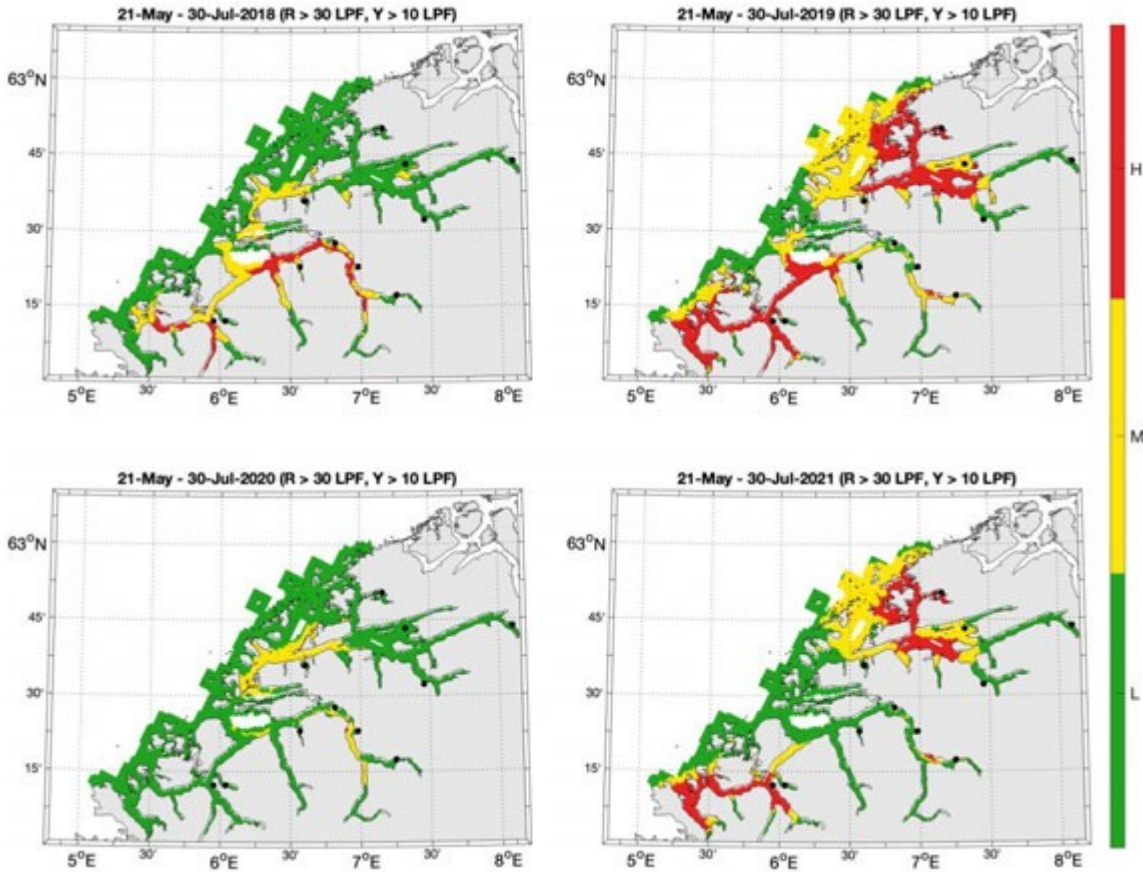 21-May - 30-Jul-2018 (R > 30 LPF, Y > 10 LPF)
63°N
45'
30'
15'
5°E 30' 6°E 30' 7°E 30' 8°E
21-May - 30-Jul-2019 (R > 30 LPF, Y > 10 LPF)
63°N
45'
30'
15'
5°E 30' 6°E 30' 7°E 30' 8°E
21-May - 30-Jul-2020 (R > 30 LPF, Y > 10 LPF)
63°N
45'
30'
15'
5°E 30' 6°E 30' 7°E 30' 8°E
21-May - 30-Jul-2021 (R > 30 LPF, Y > 10 LPF)
63°N
45'
30'
15'
5°E 30' 6°E 30' 7°E 30' 8°E
H
M
L